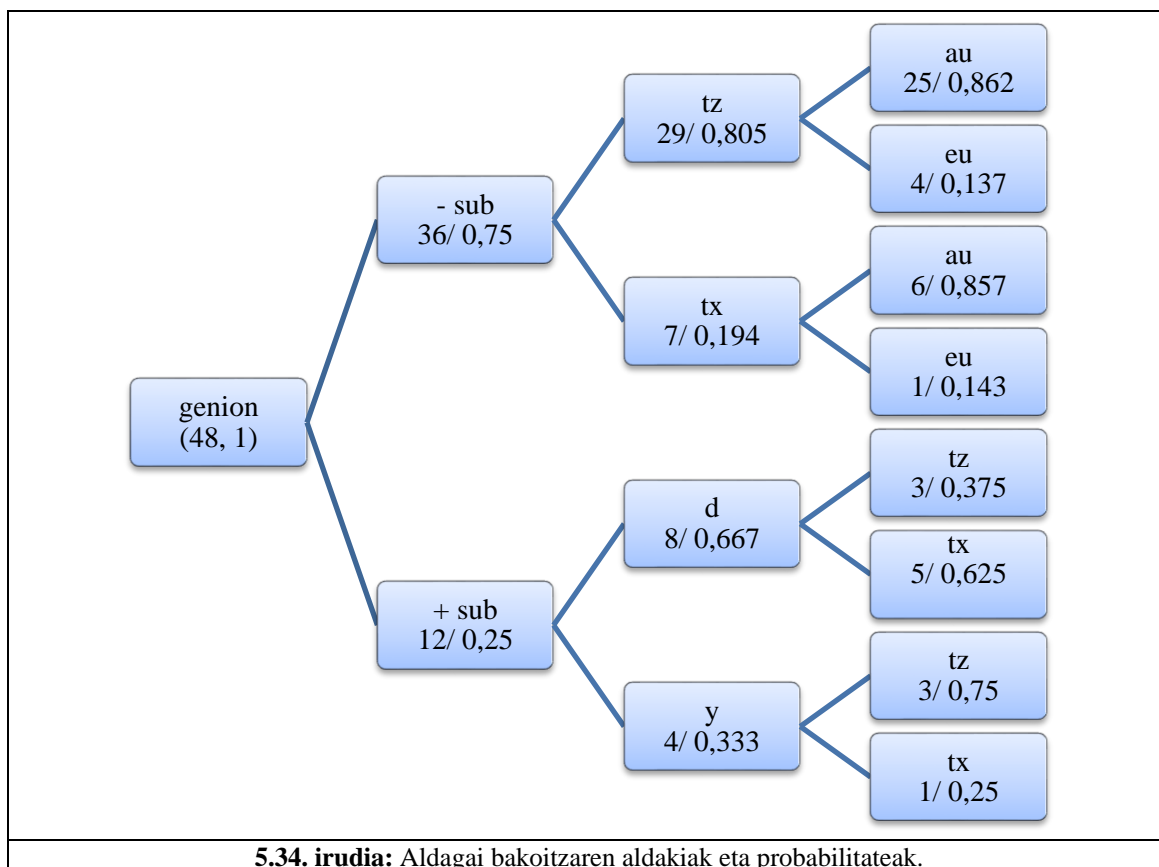 genion
(48, 1)
- sub
36/ 0,75
tz
29/ 0,805
au
25/ 0,862
eu
4/ 0,137
tx
7/ 0,194
au
6/ 0,857
eu
1/ 0,143
+ sub
12/ 0,25
d
8/ 0,667
tz
3/ 0,375
tx
5/ 0,625
y
4/ 0,333
tz
3/ 0,75
tx
1/ 0,25
5.34. irudia: Aldagai bakoitzaren aldakiak eta probabilitateak.